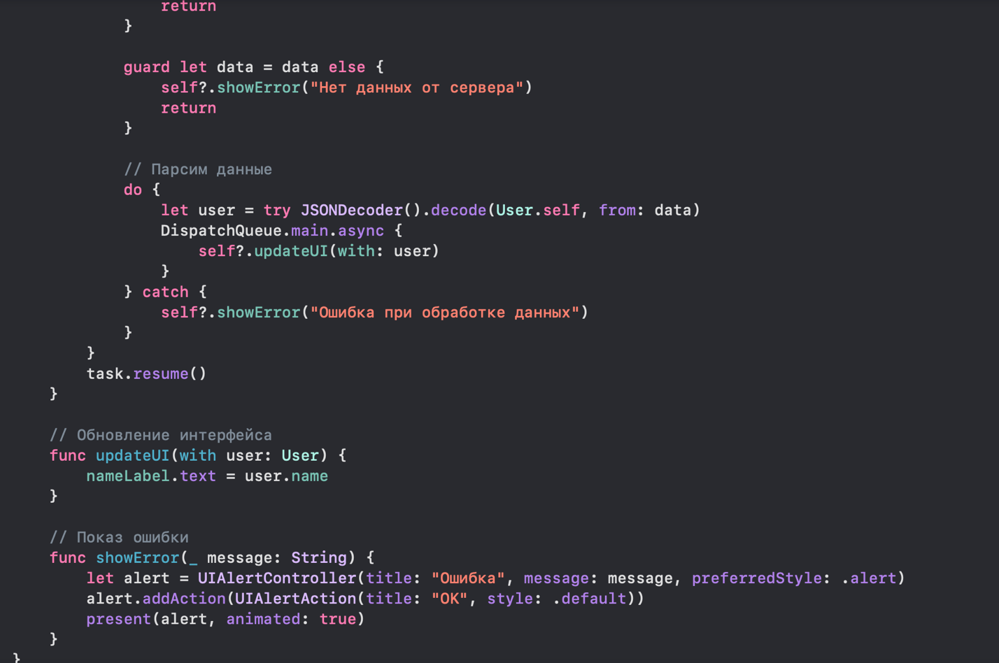 return
        }

        guard let data = data else {
            self?.showError("Нет данных от сервера")
            return
        }

        // Парсим данные
        do {
            let user = try JSONDecoder().decode(User.self, from: data)
            DispatchQueue.main.async {
                self?.updateUI(with: user)
            }
        } catch {
            self?.showError("Ошибка при обработке данных")
        }
    }
    task.resume()
}

// Обновление интерфейса
func updateUI(with user: User) {
    nameLabel.text = user.name
}

// Показ ошибки
func showError(_ message: String) {
    let alert = UIAlertController(title: "Ошибка", message: message, preferredStyle: .alert)
    alert.addAction(UIAlertAction(title: "OK", style: .default))
    present(alert, animated: true)
}
}